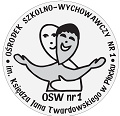 OŚRODEK SZKOLNO-WYCHOWAWCZY NR 1
OSW nr1
im. Księdza Jana Twardowskiego w Płocku